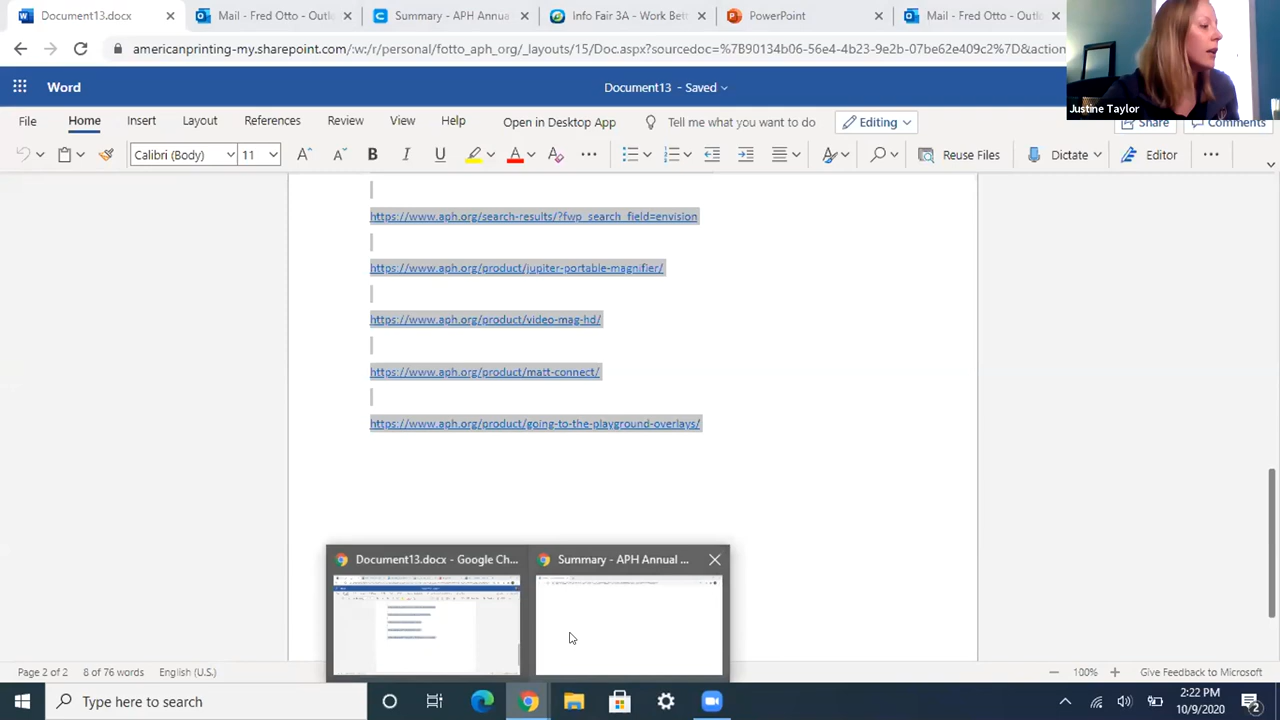 Document13.docx
Mail - Fred Otto - Outlo
Summary - APH Annua
Info Fair 3A - Work Bett
PowerPoint
Mail - Fred Otto - Outlo
americanprinting-my.sharepoint.com/:w:/r/personal/fotto_aph_org/_layouts/15/Doc.aspx?sourcedoc=%7B90134b06-56e4-4b23-9e2b-07be62e409c2%7D&action
Word
Document13 - Saved
Justine Taylor
File Home Insert Layout References Review View Help Open in Desktop App Tell me what you want to do Editing Share Comments
Calibri (Body) 11 A A B I U A Reuse Files Dictate Editor
https://www.aph.org/search-results/?fwp_search_field=envision
https://www.aph.org/product/jupiter-portable-magnifier/
https://www.aph.org/product/video-mag-hd/
https://www.aph.org/product/matt-connect/
https://www.aph.org/product/going-to-the-playground-overlays/
Document13.docx - Google Ch...
Summary - APH Annual ...
Page 2 of 2 8 of 76 words English (U.S.) 100% Give Feedback to Microsoft
Type here to search
2:22 PM
10/9/2020
2